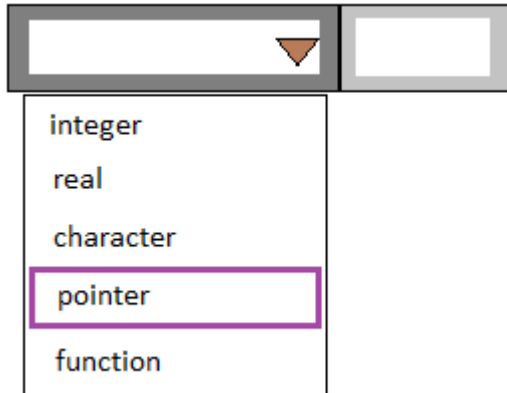 integer
real
character
pointer
function